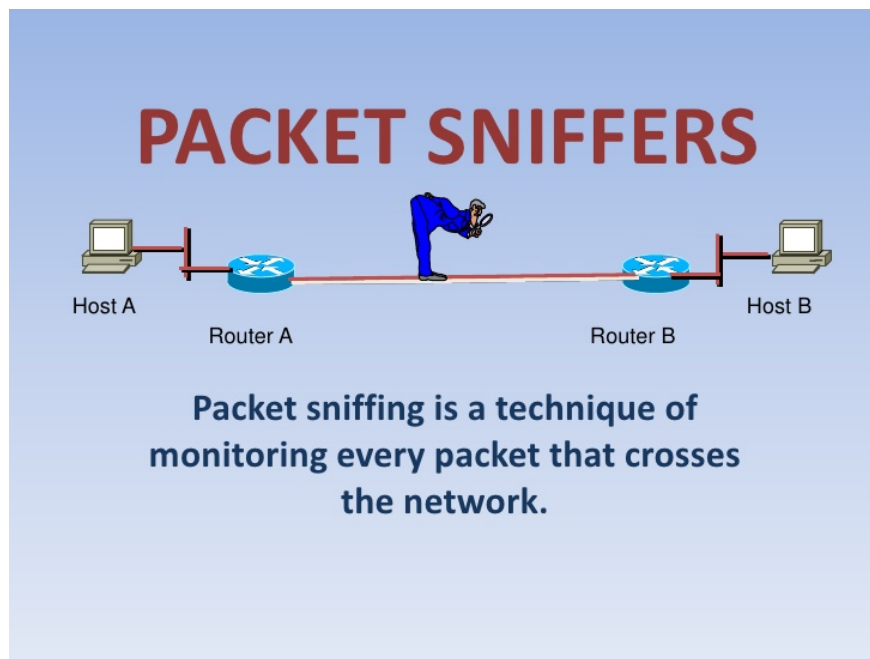 PACKET SNIFFERS
Host A
Host B
Router A
Router B
Packet sniffing is a technique of
monitoring every packet that crosses
the network.